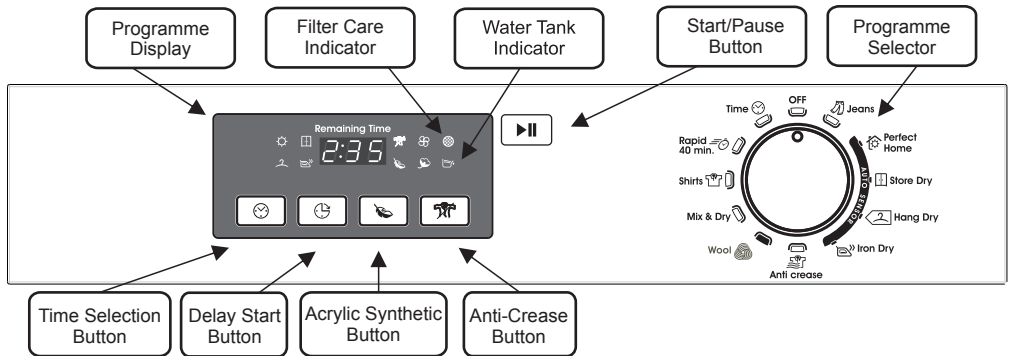 Programme
Display
Filter Care
Indicator
Water Tank
Indicator
Start/Pause
Button
Programme
Selector
Remaining Time
2:35
OFF
Time
Jeans
Rapid
40 min.
Perfect
Home
Shirts
Store Dry
AUTO SENSOR
Mix & Dry
Hang Dry
Wool
Iron Dry
Anti crease
Time Selection
Button
Delay Start
Button
Acrylic Synthetic
Button
Anti-Crease
Button